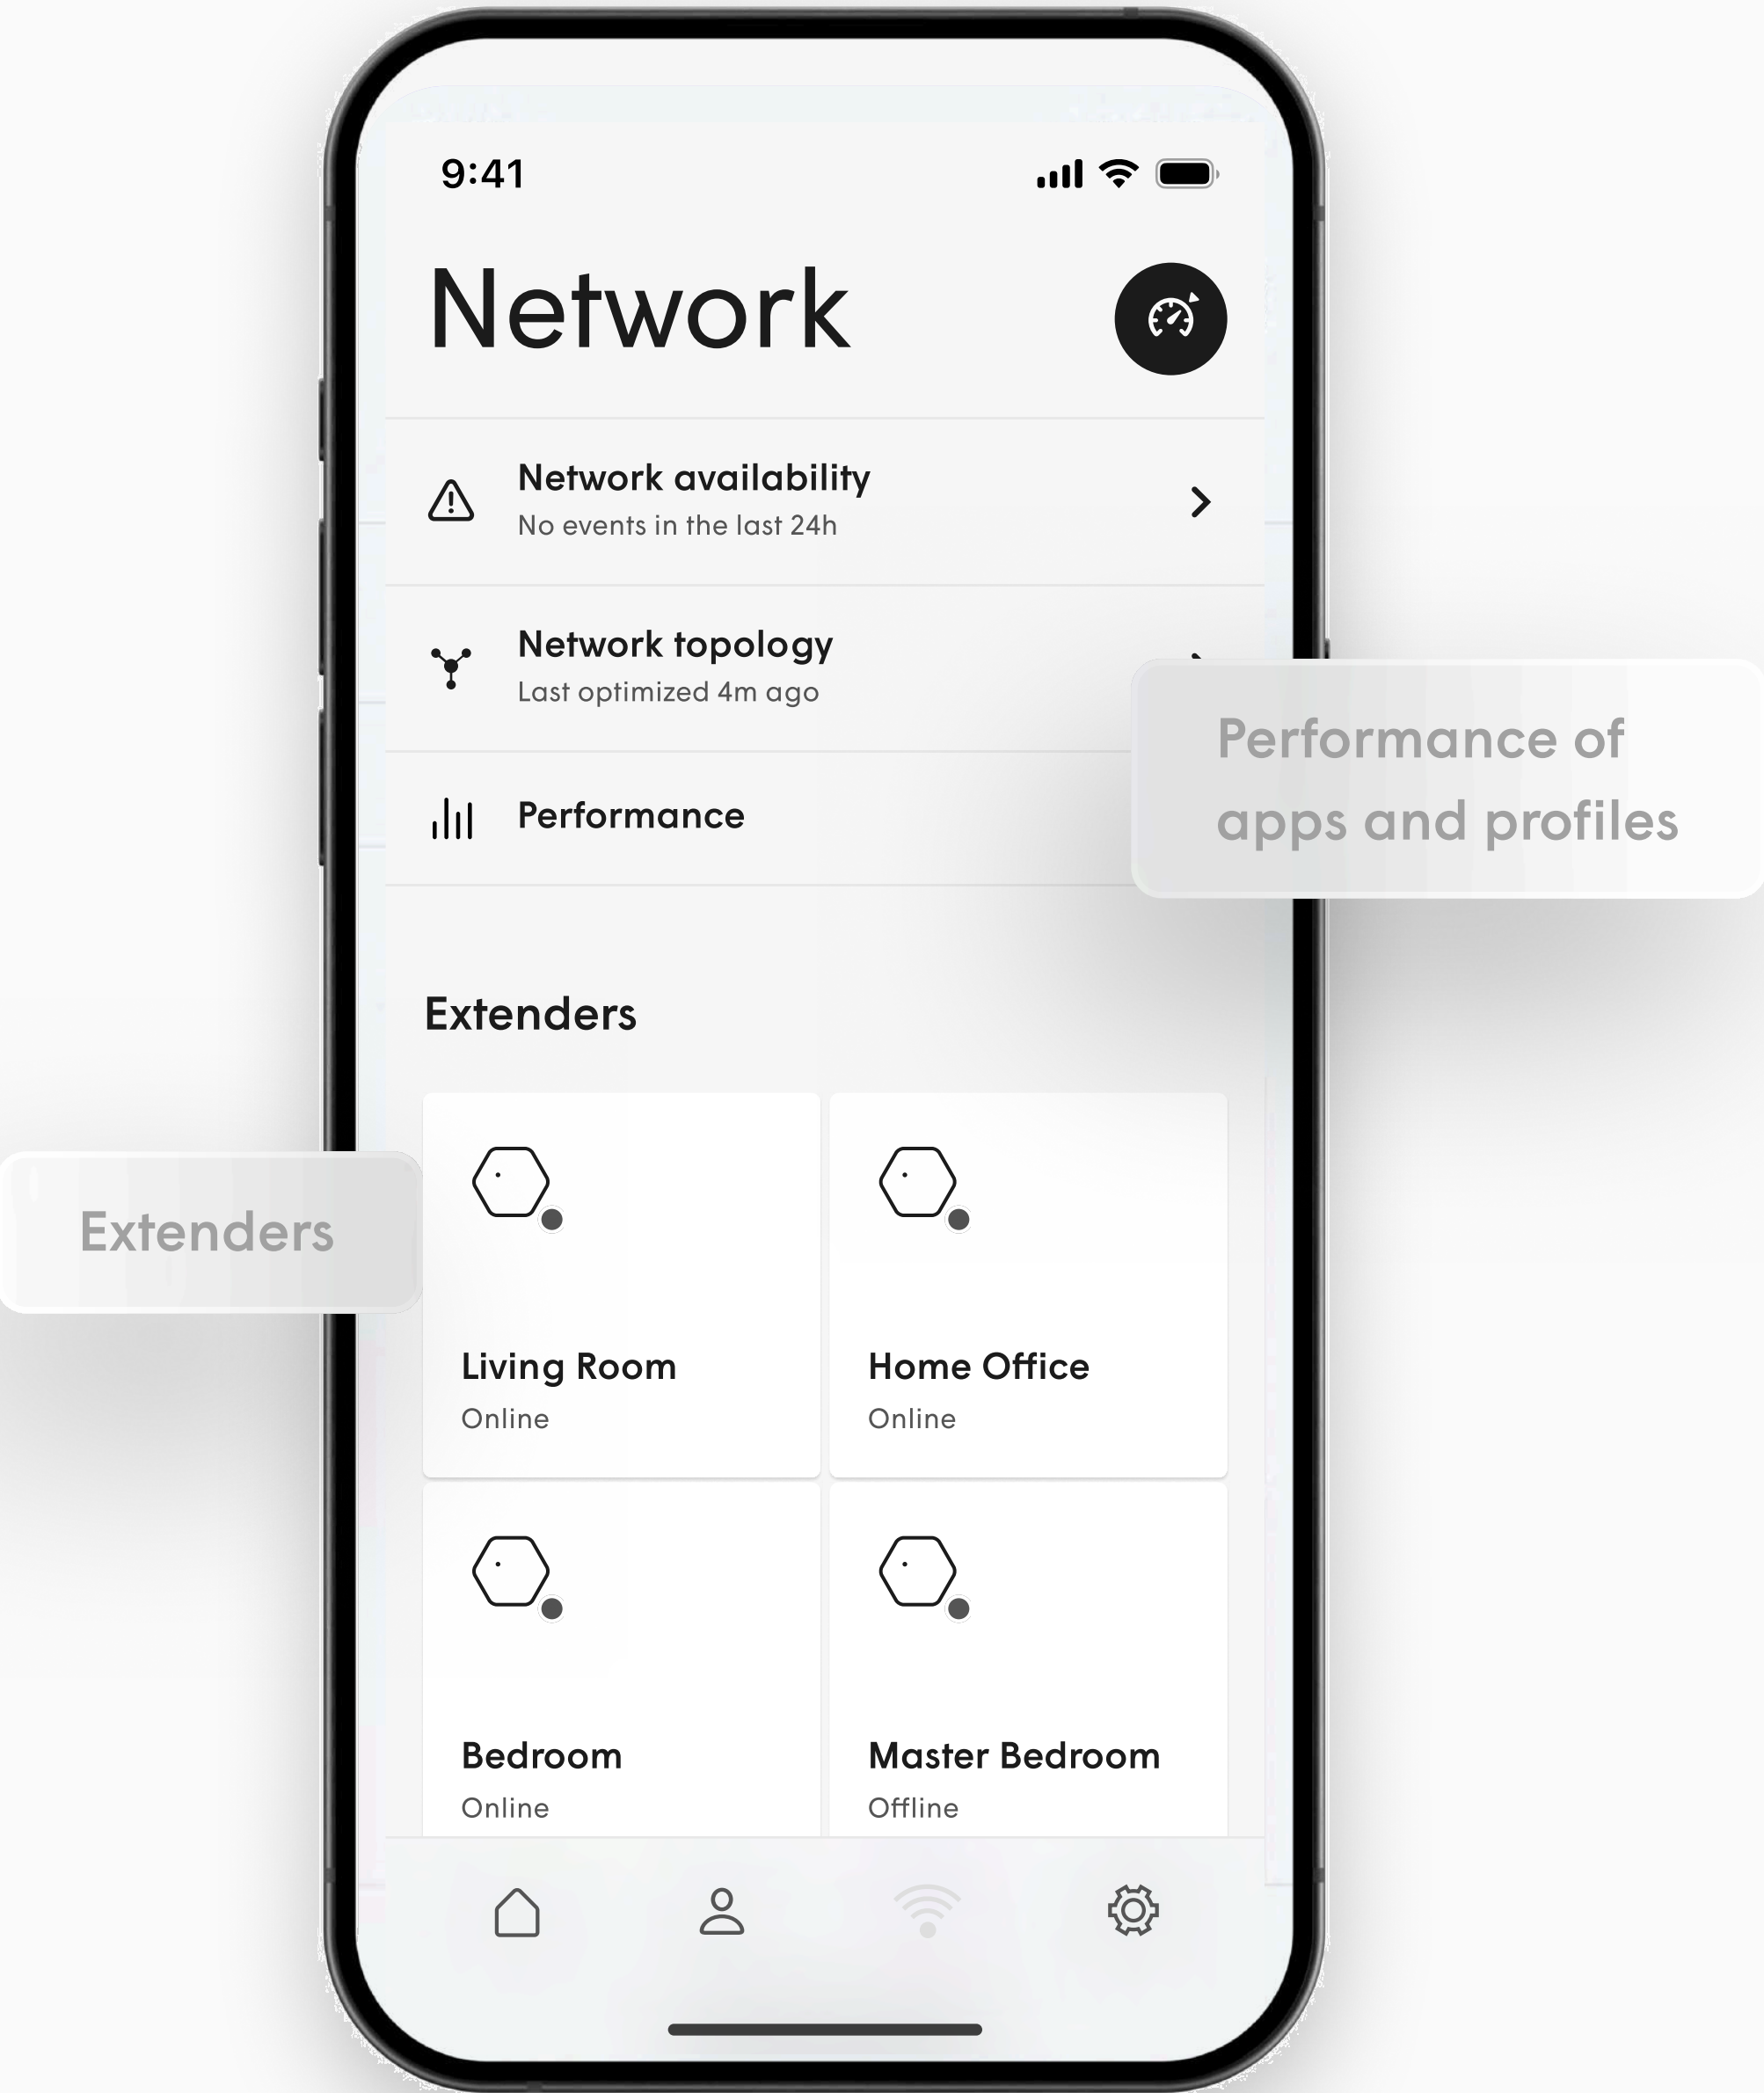 9:41
Network
Network availability
No events in the last 24h
Network topology
Last optimized 4m ago
Performance of
apps and profiles
Performance
Extenders
Extenders
Living Room
Online
Home Office
Online
Bedroom
Online
Master Bedroom
Offline